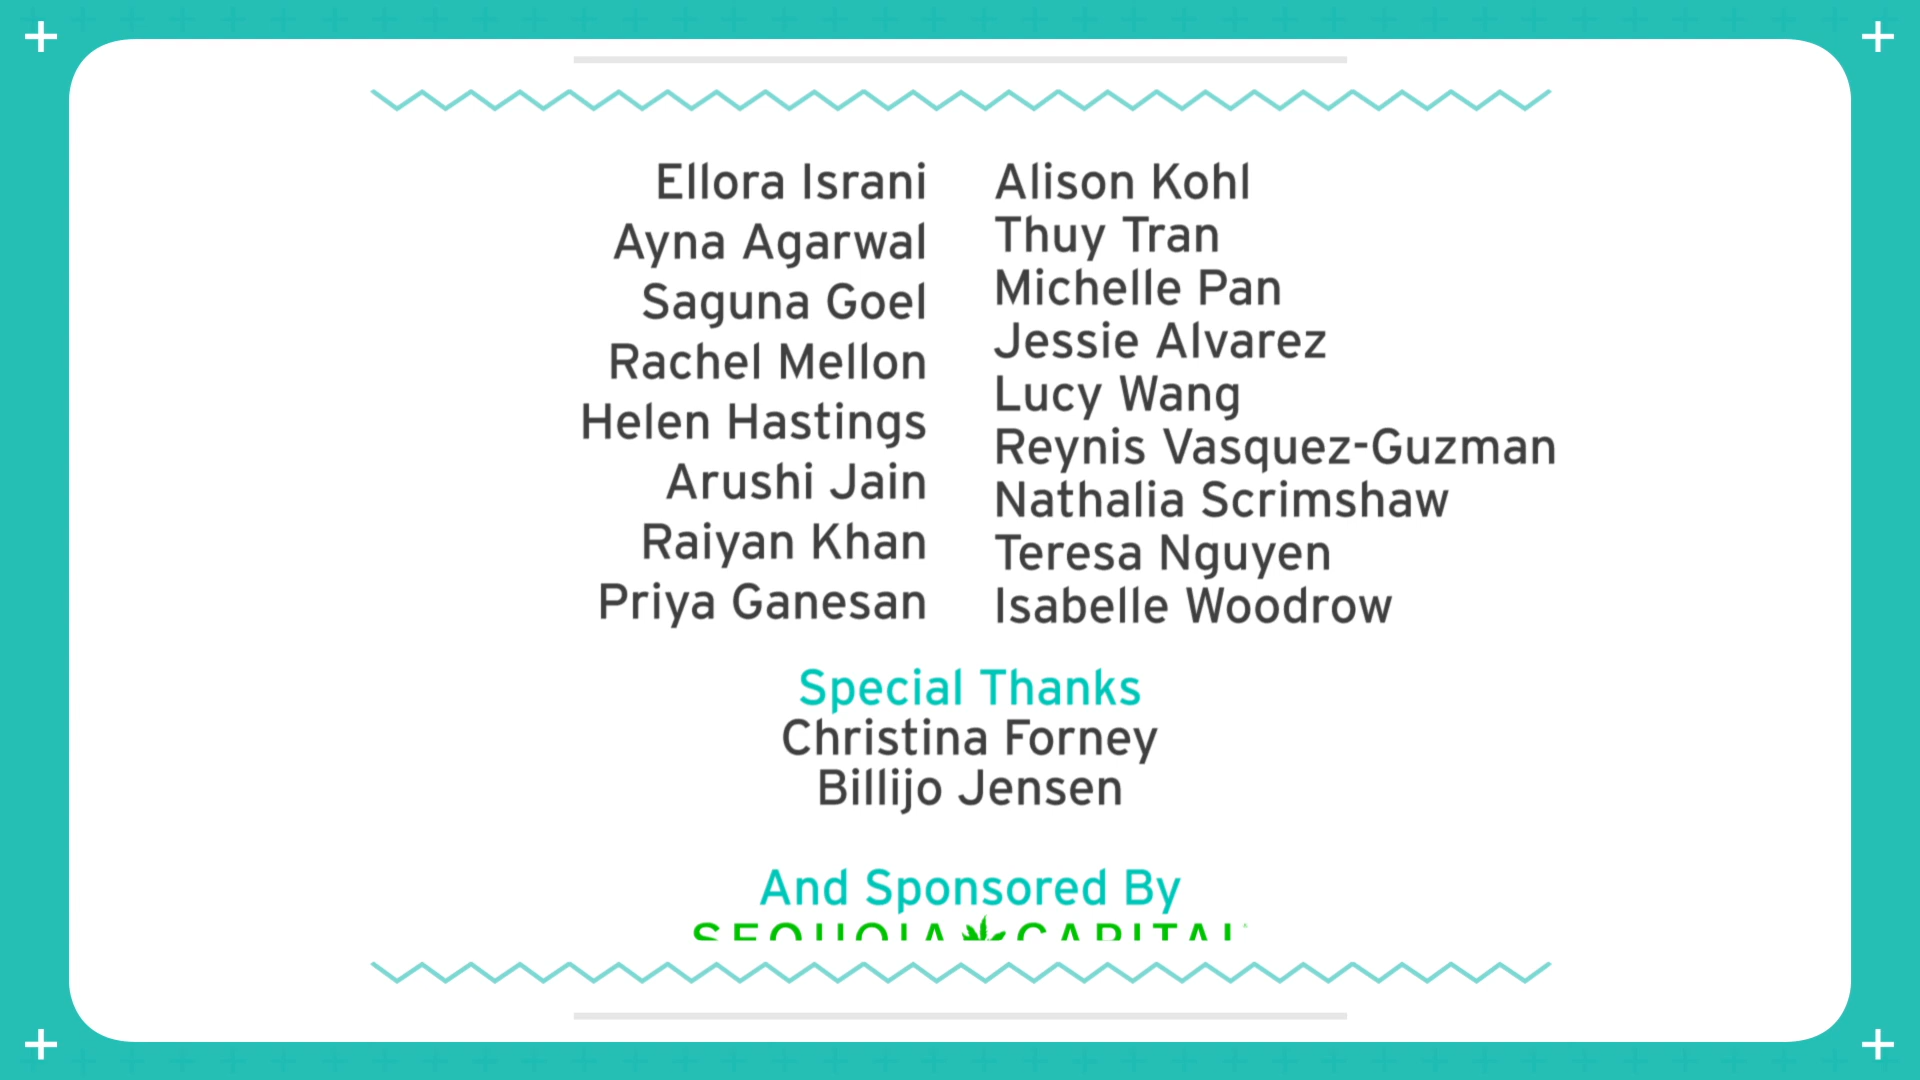 Ellora Israni
Ayna Agarwal
Saguna Goel
Rachel Mellon
Helen Hastings
Arushi Jain
Raiyan Khan
Priya Ganesan
Alison Kohl
Thuy Tran
Michelle Pan
Jessie Alvarez
Lucy Wang
Reynis Vasquez-Guzman
Nathalia Scrimshaw
Teresa Nguyen
Isabelle Woodrow
Special Thanks
Christina Forney
Billijo Jensen
And Sponsored By
SEQUOIA CAPITAL